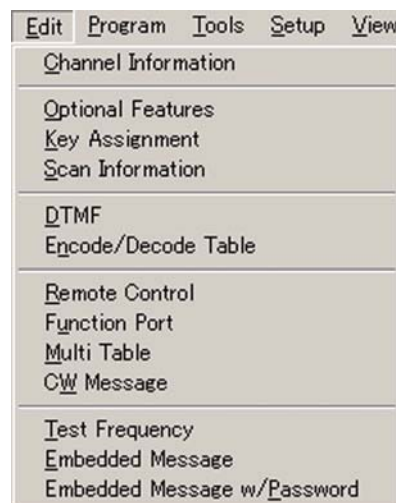 Edit Program Tools Setup View
Channel Information
Optional Features
Key Assignment
Scan Information
DTMF
Encode/Decode Table
Remote Control
Function Port
Multi Table
CW Message
Test Frequency
Embedded Message
Embedded Message w/Password